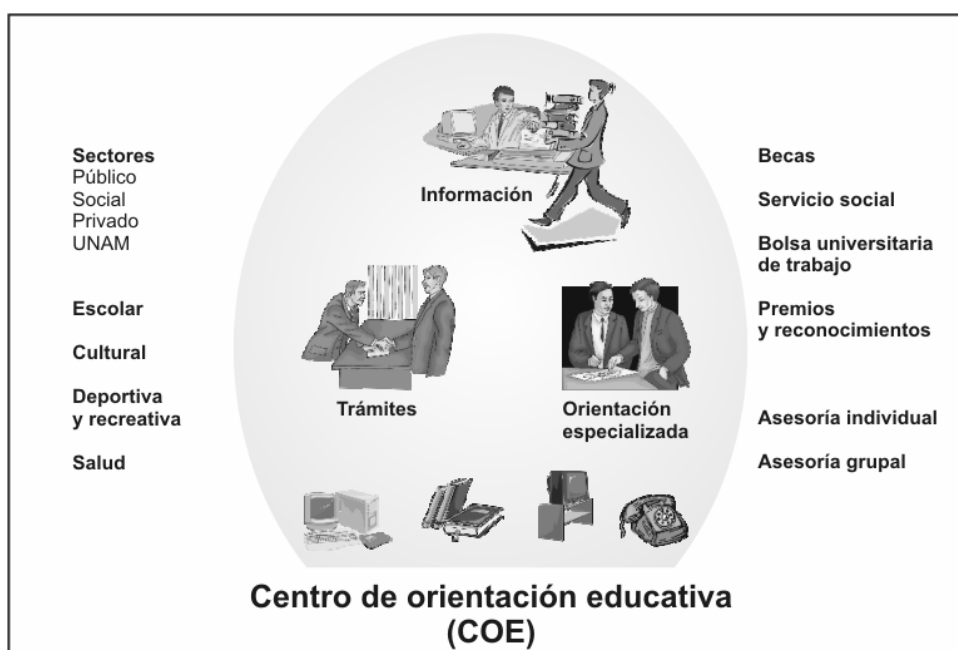 Información
Sectores
Público
Social
Privado
UNAM
Escolar
Cultural
Deportiva
y recreativa
Salud
Trámites
Orientación
especializada
Becas
Servicio social
Bolsa universitaria
de trabajo
Premios
y reconocimientos
Asesoría individual
Asesoría grupal
Centro de orientación educativa
(COE)